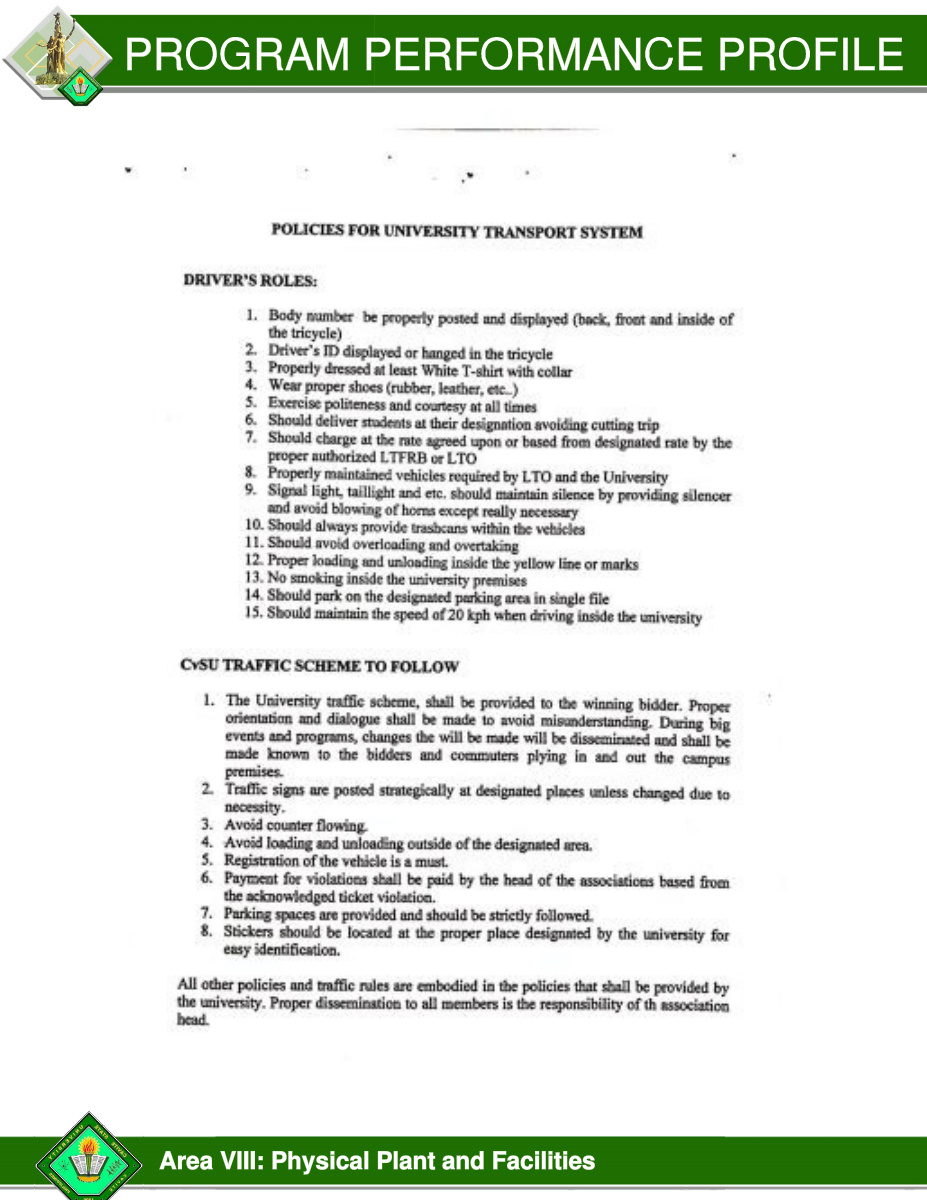 PROGRAM PERFORMANCE PROFILE
POLICIES FOR UNIVERSITY TRANSPORT SYSTEM
DRIVER'S ROLES:
1. Body number be properly posted and displayed (back, front and inside of
the tricycle)
2. Driver's ID displayed or hanged in the tricycle
3. Properly dressed at least White T-shirt with collar
4. Wear proper shoes (rubber, leather, etc..)
5. Exercise politeness and courtesy at all times
6. Should deliver students at their designation avoiding cutting trip
7. Should charge at the rate agreed upon or based from designated rate by the
proper authorized LTFRB or LTO
8. Properly maintained vehicles required by LTO and the University
9. Signal light, taillight and etc. should maintain silence by providing silencer
and avoid blowing of horns except really necessary
10. Should always provide trashcans within the vehicles
11. Should avoid overloading and overtaking
12. Proper loading and unloading inside the yellow line or marks
13. No smoking inside the university premises
14. Should park on the designated parking area in single file
15. Should maintain the speed of 20 kph when driving inside the university
CvSU TRAFFIC SCHEME TO FOLLOW
1. The University traffic scheme, shall be provided to the winning bidder. Proper
orientation and dialogue shall be made to avoid misunderstanding. During big
events and programs, changes the will be made will be disseminated and shall be
made known to the bidders and commuters plying in and out the campus
premises.
2. Traffic signs are posted strategically at designated places unless changed due to
necessity.
3. Avoid counter flowing.
4. Avoid loading and unloading outside of the designated area.
5. Registration of the vehicle is a must.
6. Payment for violations shall be paid by the head of the associations based from
the acknowledged ticket violation.
7. Parking spaces are provided and should be strictly followed.
8. Stickers should be located at the proper place designated by the university for
easy identification.
All other policies and traffic rules are embodied in the policies that shall be provided by
the university. Proper dissemination to all members is the responsibility of th association
head.
Area VIII: Physical Plant and Facilities